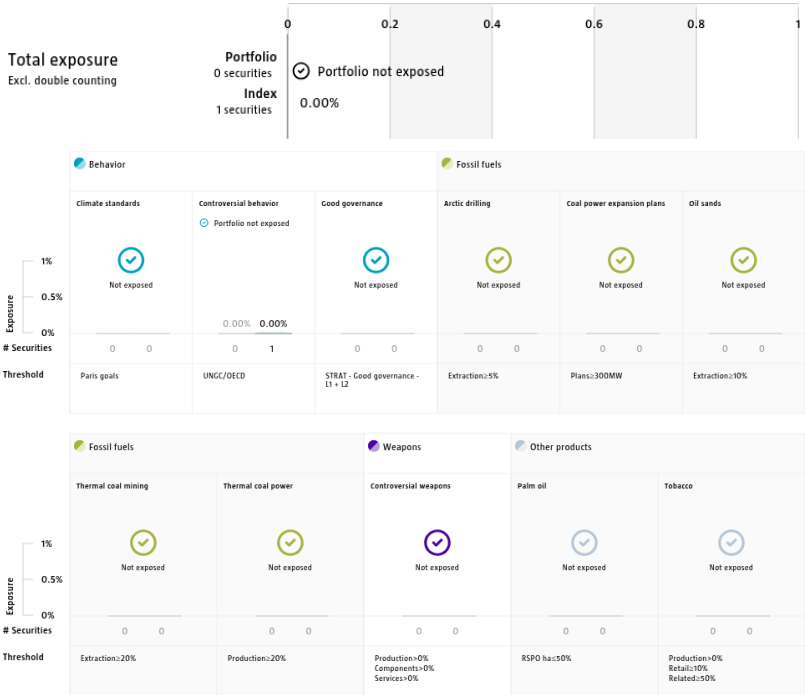 0 0.2 0.4 0.6 0.8 1
Total exposure
Excl. double counting
Portfolio
0 securities
Portfolio not exposed
Index
1 securities
0.00%
Behavior
Fossil fuels
Climate standards Controversial behavior Good governance Arctic drilling Coal power expansion plans Oil sands
Portfolio not exposed
Not exposed Not exposed Not exposed Not exposed Not exposed
Exposure
1%
0.5%
0%
0.00% 0.00%
# Securities 0 0 0 1 0 0 0 0 0 0 0 0
Threshold Paris goals UNGC/OECD STRAT - Good governance - Extraction≥5% Plans≥300MW Extraction≥10%
L1 + L2
Fossil fuels Weapons Other products
Thermal coal mining Thermal coal power Controversial weapons Palm oil Tobacco
Not exposed Not exposed Not exposed Not exposed Not exposed
Exposure
1%
0.5%
0%
# Securities 0 0 0 0 0 0 0 0 0 0
Threshold Extraction≥20% Production≥20% Production>0% RSPO ha≤50% Production>0%
Components>0% Retail≥10%
Services>0% Related≥50%